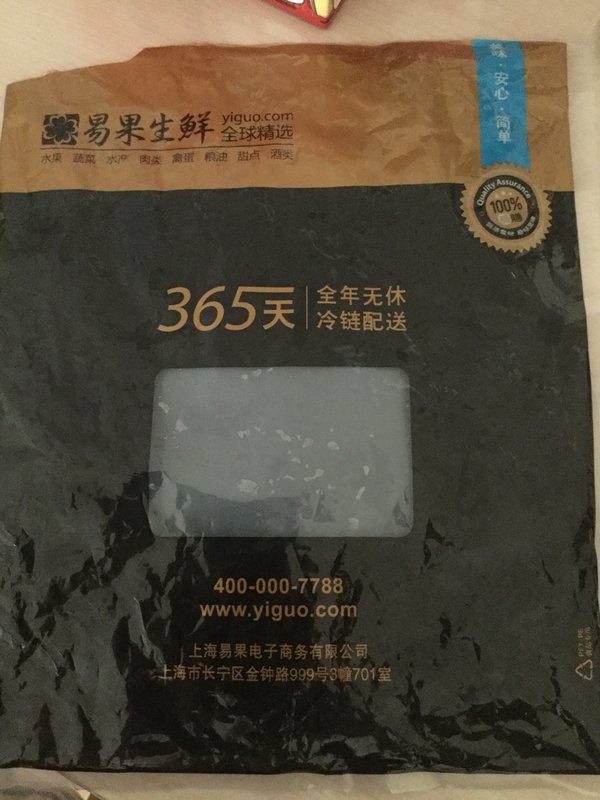 易果生鲜
yiguo.com
全球精选
水果 蔬菜 水产 肉类 禽蛋 粮油 甜点 酒类
安心·简单
Quality Assurance
100%
365天
全年无休
冷链配送
400-000-7788
www.yiguo.com
上海易果电子商务有限公司
上海市长宁区金钟路999号3幢701室